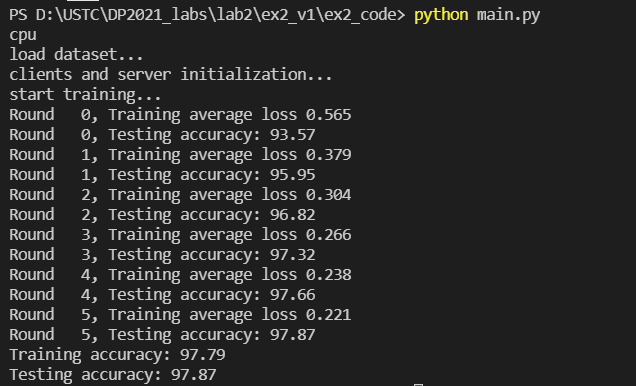 PS D:\USTC\DP2021_labs\lab2\ex2_v1\ex2_code> python main.py
cpu
load dataset...
clients and server initialization...
start training...
Round   0, Training average loss 0.565
Round   0, Testing accuracy: 93.57
Round   1, Training average loss 0.379
Round   1, Testing accuracy: 95.95
Round   2, Training average loss 0.304
Round   2, Testing accuracy: 96.82
Round   3, Training average loss 0.266
Round   3, Testing accuracy: 97.32
Round   4, Training average loss 0.238
Round   4, Testing accuracy: 97.66
Round   5, Training average loss 0.221
Round   5, Testing accuracy: 97.87
Training accuracy: 97.79
Testing accuracy: 97.87